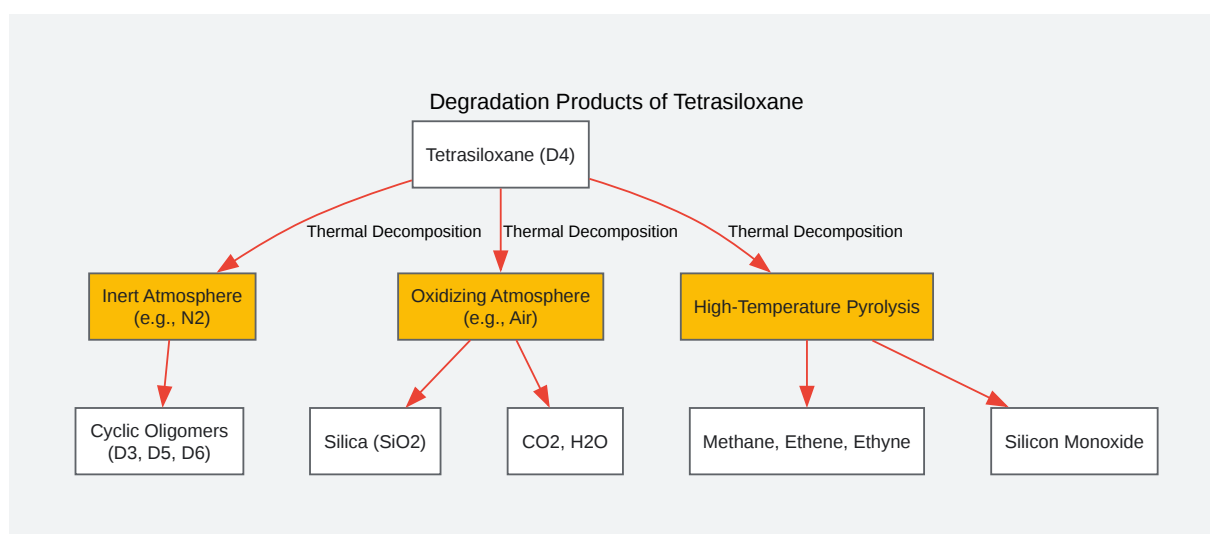 Degradation Products of Tetrasiloxane
Tetrasiloxane (D4)
Thermal Decomposition
Thermal Decomposition
Thermal Decomposition
Inert Atmosphere
(e.g., N2)
Oxidizing Atmosphere
(e.g., Air)
High-Temperature Pyrolysis
Cyclic Oligomers
(D3, D5, D6)
Silica (SiO2)
CO2, H2O
Methane, Ethene, Ethyne
Silicon Monoxide